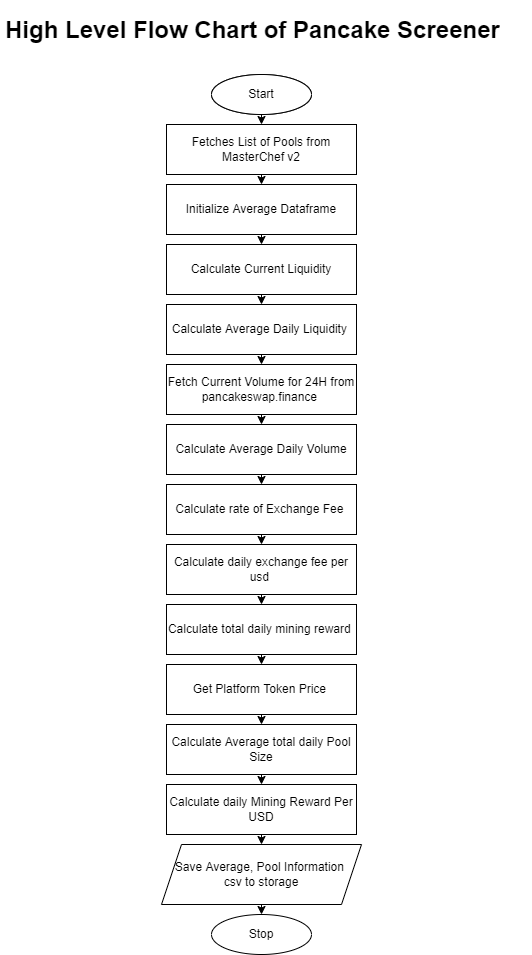 High Level Flow Chart of Pancake Screener
Start
Fetches List of Pools from
MasterChef v2
Initialize Average Dataframe
Calculate Current Liquidity
Calculate Average Daily Liquidity
Fetch Current Volume for 24H from
pancakeswap.finance
Calculate Average Daily Volume
Calculate rate of Exchange Fee
Calculate daily exchange fee per
usd
Calculate total daily mining reward
Get Platform Token Price
Calculate Average total daily Pool
Size
Calculate daily Mining Reward Per
USD
Save Average, Pool Information
csv to storage
Stop